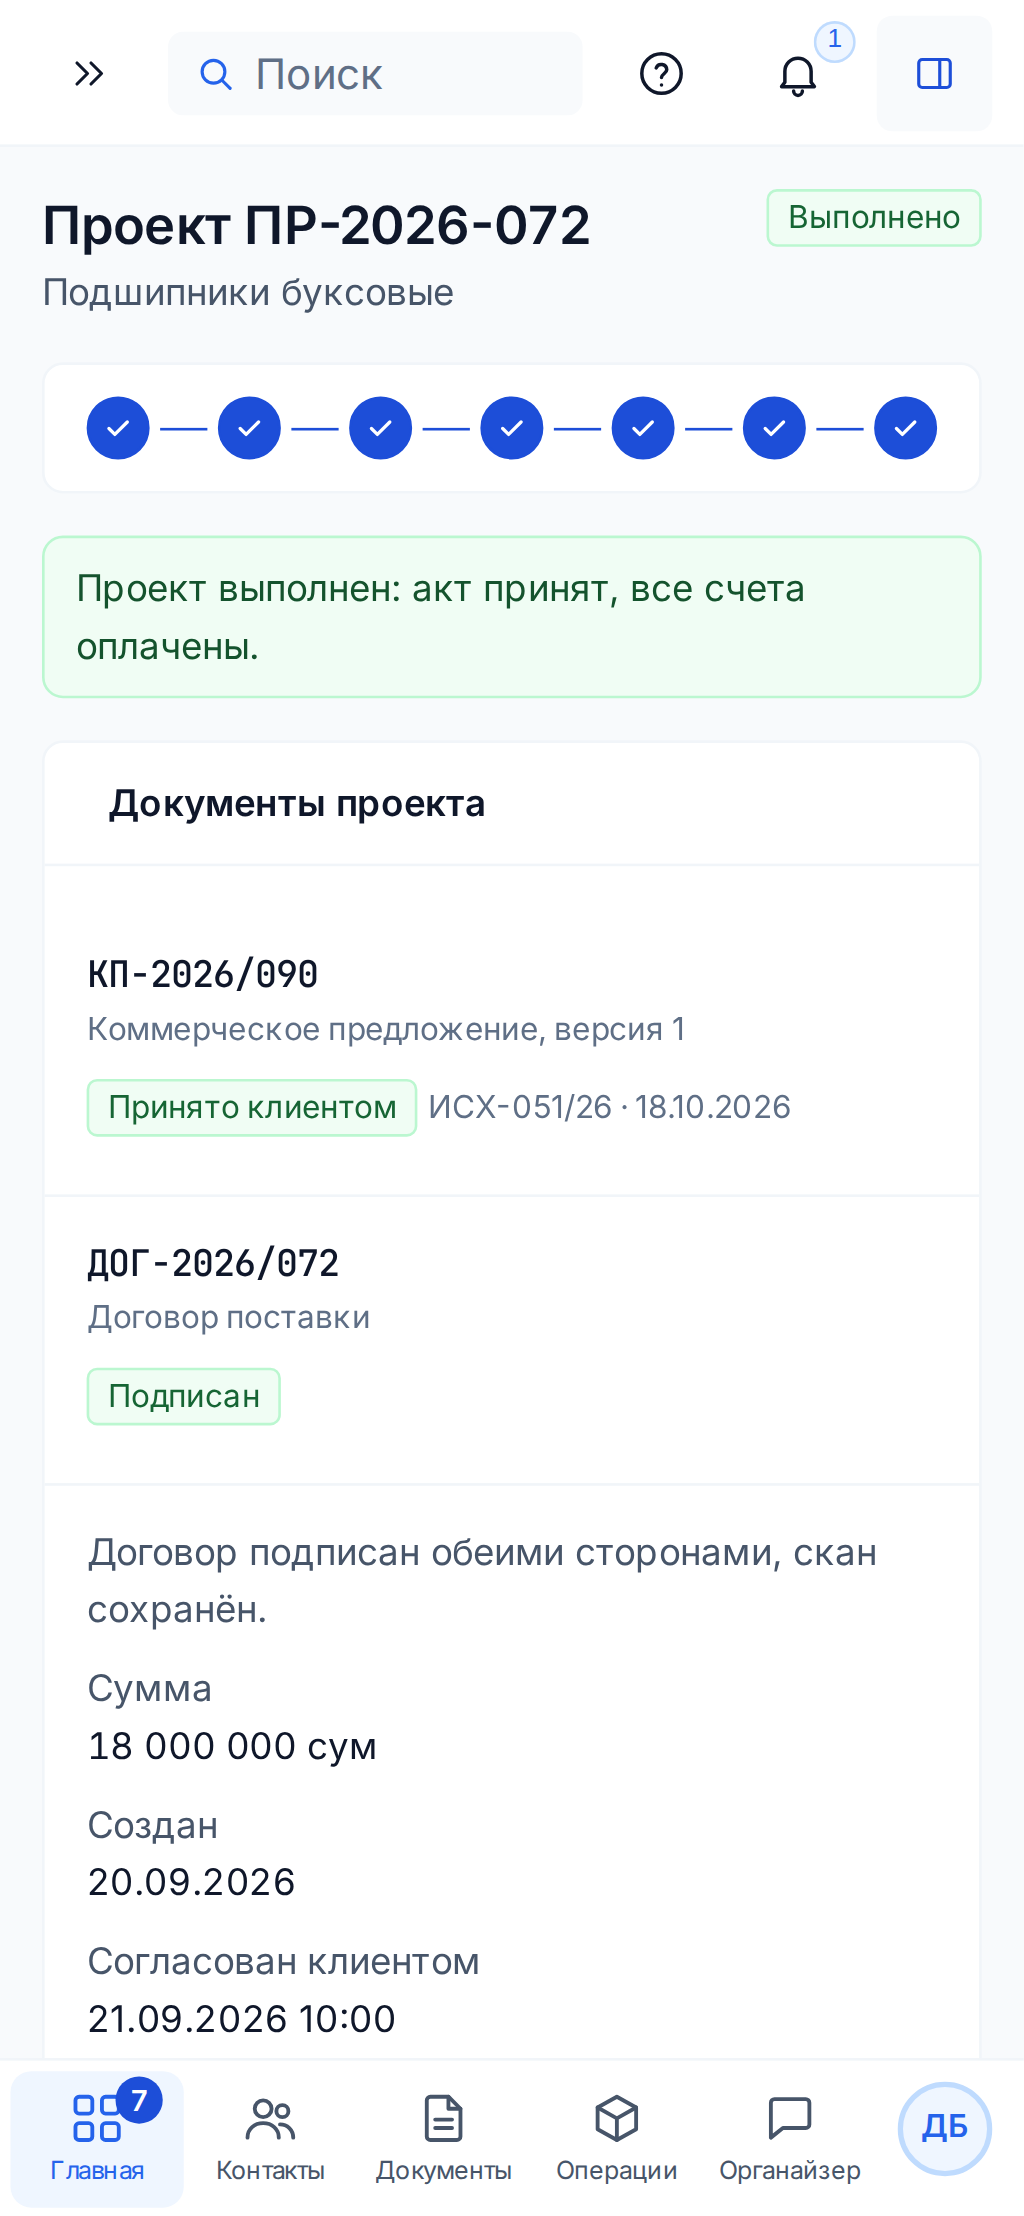 Поиск
1
Проект ПР-2026-072
Выполнено
Подшипники буксовые
Проект выполнен: акт принят, все счета
оплачены.
Документы проекта
КП-2026/090
Коммерческое предложение, версия 1
Принято клиентом ИСХ-051/26 · 18.10.2026
ДОГ-2026/072
Договор поставки
Подписан
Договор подписан обеими сторонами, скан
сохранён.
Сумма
18 000 000 сум
Создан
20.09.2026
Согласован клиентом
21.09.2026 10:00
7
Главная
Контакты
Документы
Операции
Органайзер
ДБ